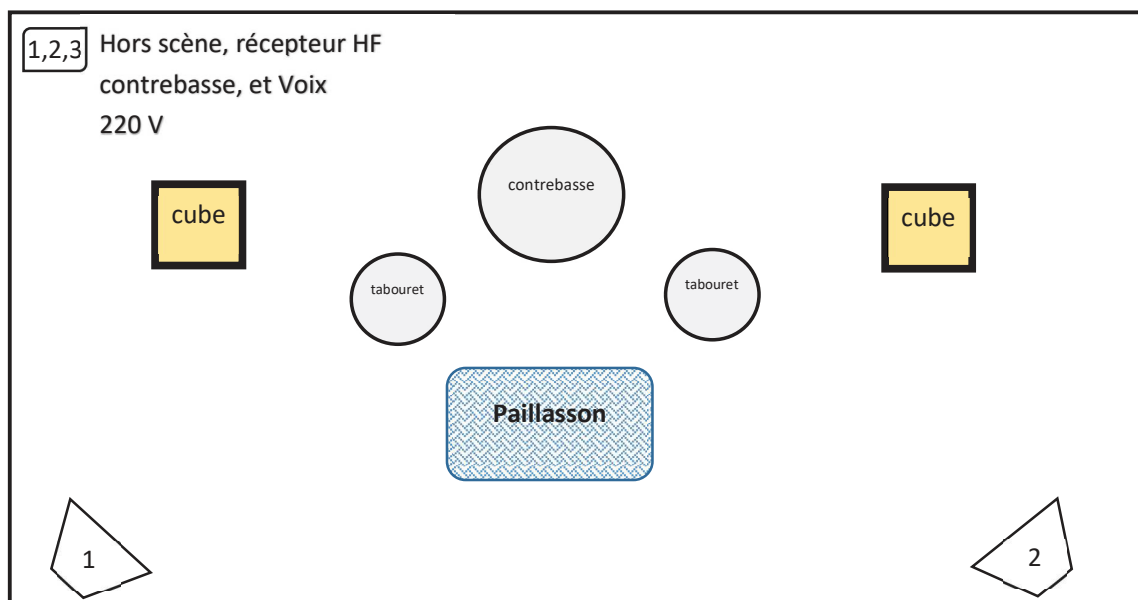 1,2,3
Hors scène, récepteur HF
contrebasse, et Voix
220 V
contrebasse
cube
cube
tabouret
tabouret
Paillasson
1
2